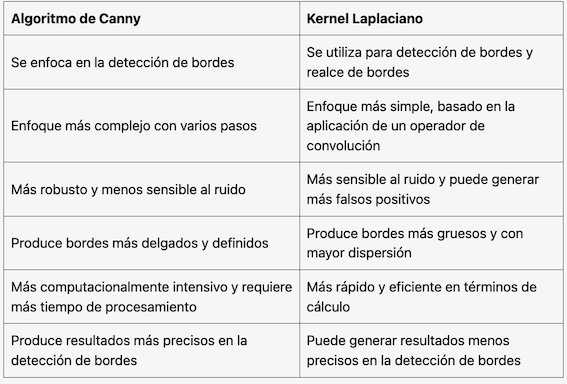 Algoritmo de Canny
Kernel Laplaciano
Se enfoca en la detección de bordes
Se utiliza para detección de bordes y
realce de bordes
Enfoque más complejo con varios pasos
Enfoque más simple, basado en la
aplicación de un operador de
convolución
Más robusto y menos sensible al ruido
Más sensible al ruido y puede generar
más falsos positivos
Produce bordes más delgados y definidos
Produce bordes más gruesos y con
mayor dispersión
Más computacionalmente intensivo y requiere
más tiempo de procesamiento
Más rápido y eficiente en términos de
cálculo
Produce resultados más precisos en la
detección de bordes
Puede generar resultados menos
precisos en la detección de bordes